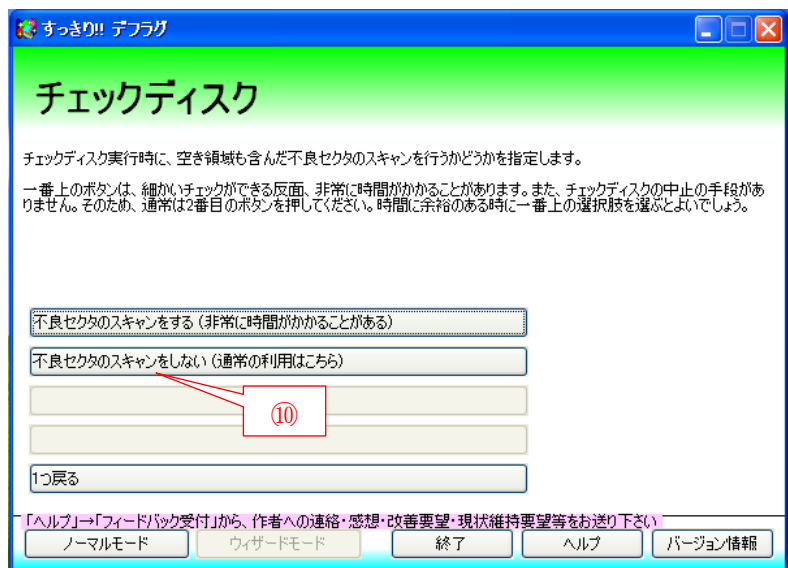 すっきり!! デフラグ
チェックディスク
チェックディスク実行時に、空き領域も含んだ不良セクタのスキャンを行うかどうかを指定します。
一番上のボタンは、細かいチェックができる反面、非常に時間がかかることがあります。また、チェックディスクの中止の手段があ
りません。そのため、通常は2番目のボタンを押してください。時間に余裕のある時に一番上の選択肢を選ぶとよいでしょう。
不良セクタのスキャンをする (非常に時間がかかることがある)
不良セクタのスキャンをしない (通常の利用はこちら)
⑩
1つ戻る
「ヘルプ」→「フィードバック受付」から、作者への連絡・感想・改善要望・現状維持要望等をお送り下さい
ノーマルモード ウィザードモード 終了 ヘルプ バージョン情報